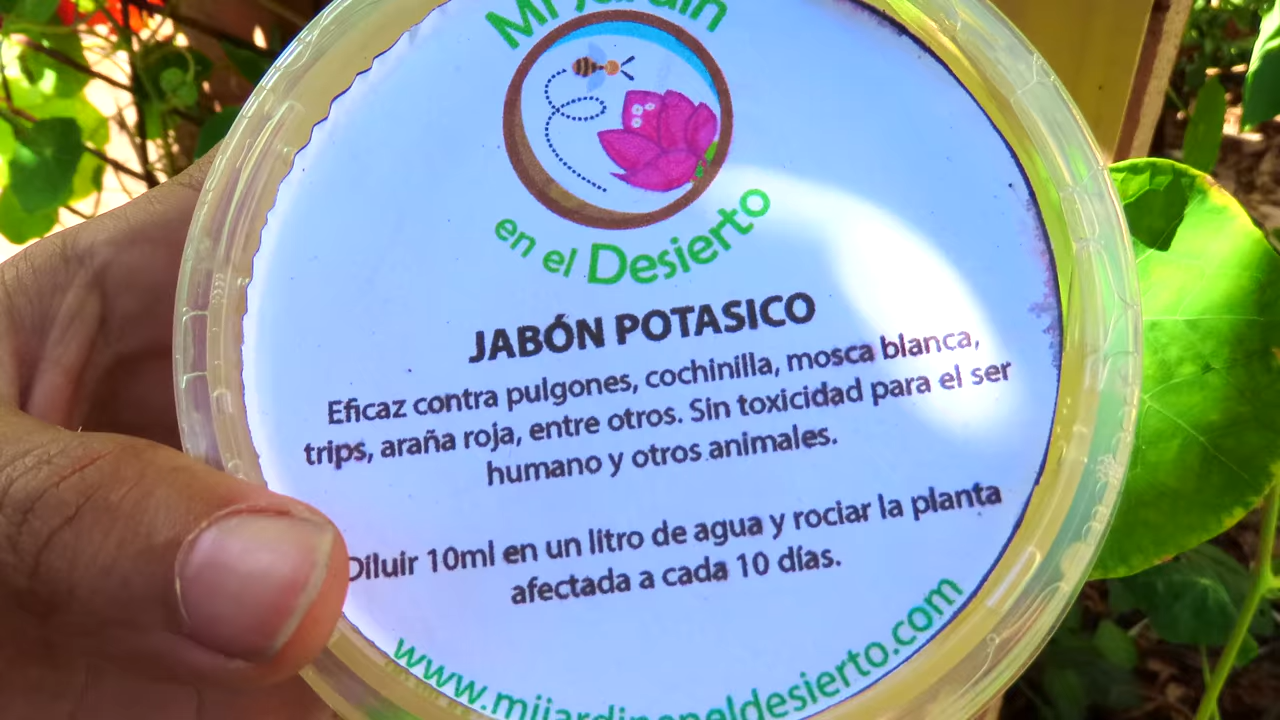 Mi Jardín
en el Desierto
JABÓN POTASICO
Eficaz contra pulgones, cochinilla, mosca blanca,
trips, araña roja, entre otros. Sin toxicidad para el ser
humano y otros animales.
Diluir 10ml en un litro de agua y rociar la planta
afectada a cada 10 días.
www.mijardineneldesierto.com